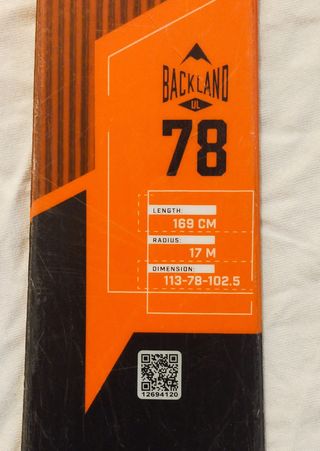 BACKLAND
UL
78
LENGTH:
169 CM
RADIUS:
17 M
DIMENSION:
113-78-102.5
12694120